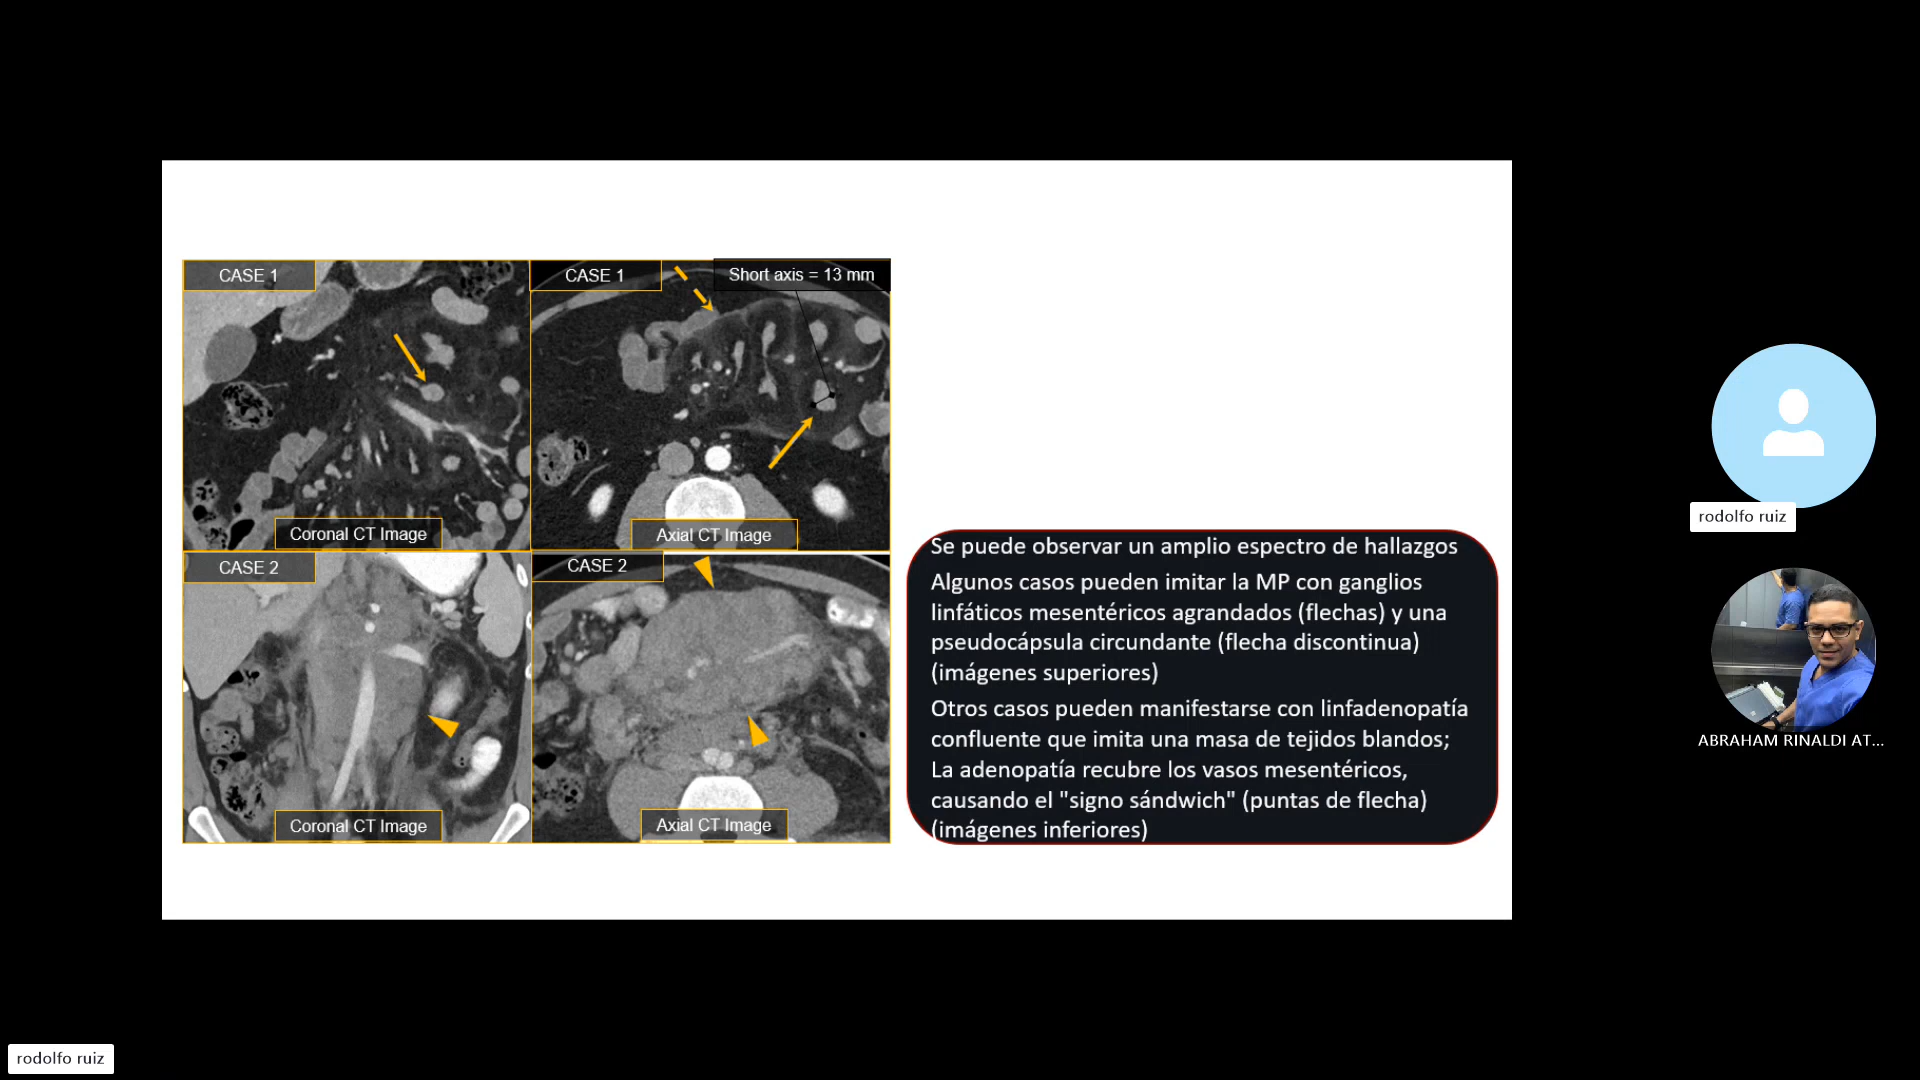 CASE 1
CASE 1
Short axis = 13 mm
Coronal CT Image
Axial CT Image
CASE 2
CASE 2
Coronal CT Image
Axial CT Image
Se puede observar un amplio espectro de hallazgos
Algunos casos pueden imitar la MP con ganglios
linfáticos mesentéricos agrandados (flechas) y una
pseudocápsula circundante (flecha discontinua)
(imágenes superiores)
Otros casos pueden manifestarse con linfadenopatía
confluente que imita una masa de tejidos blandos;
La adenopatía recubre los vasos mesentéricos,
causando el "signo sándwich" (puntas de flecha)
(imágenes inferiores)
rodolfo ruiz
ABRAHAM RINALDI AT...
rodolfo ruiz